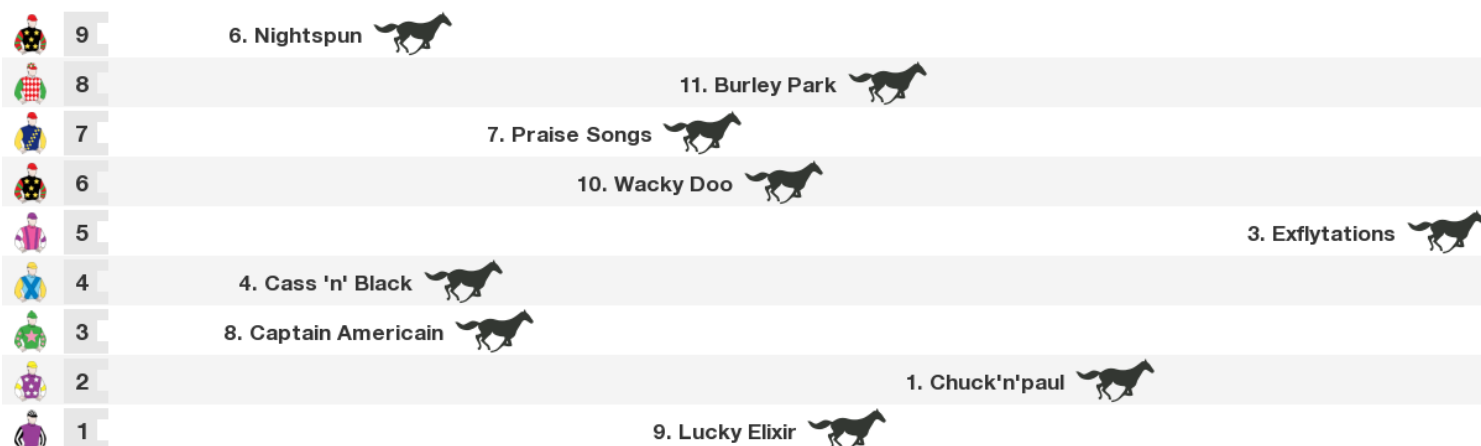 9 6. Nightspun
8 11. Burley Park
7 7. Praise Songs
6 10. Wacky Doo
5 3. Exflytations
4 4. Cass 'n' Black
3 8. Captain Americain
2 1. Chuck'n'paul
1 9. Lucky Elixir